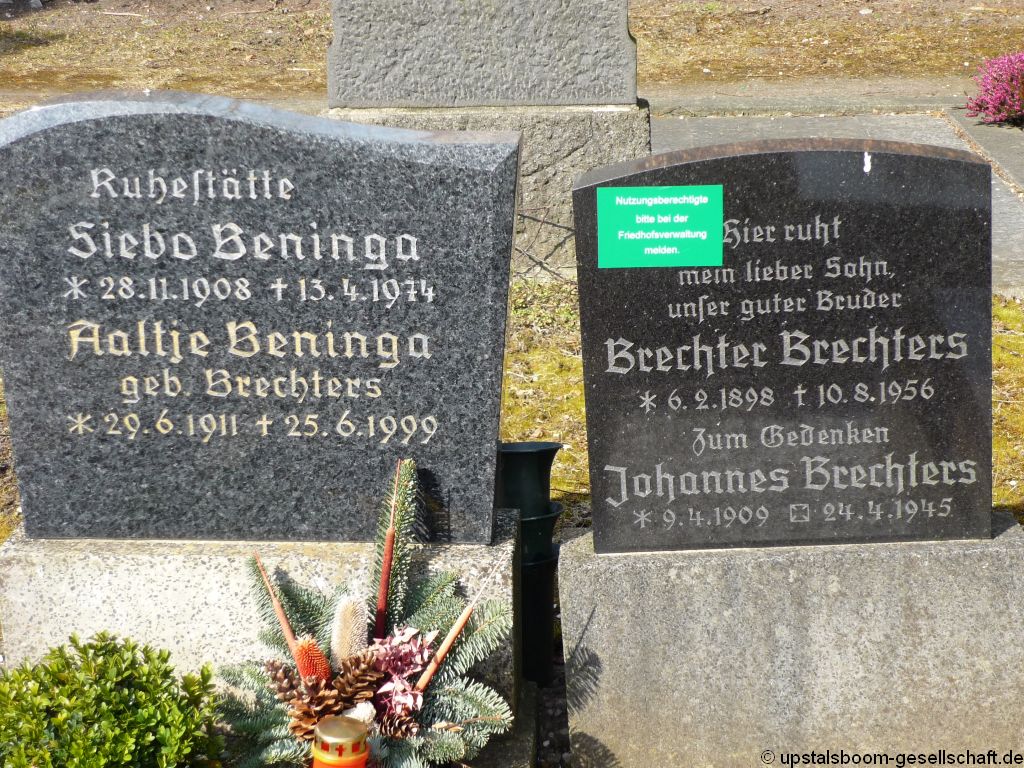 Ruhestätte
Siebo Beninga
* 28.11.1908 † 13.4.1974
Aaltje Beninga
geb. Brechters
* 29.6.1911 † 25.6.1999
Nutzungsberechtigte
bitte bei der
Friedhofsverwaltung
melden.
Hier ruht
mein lieber Sohn,
unser guter Bruder
Brechter Brechters
* 6.2.1898 † 10.8.1956
Zum Gedenken
Johannes Brechters
* 9.4.1909 ✠ 24.4.1945
© upstalsboom-gesellschaft.de